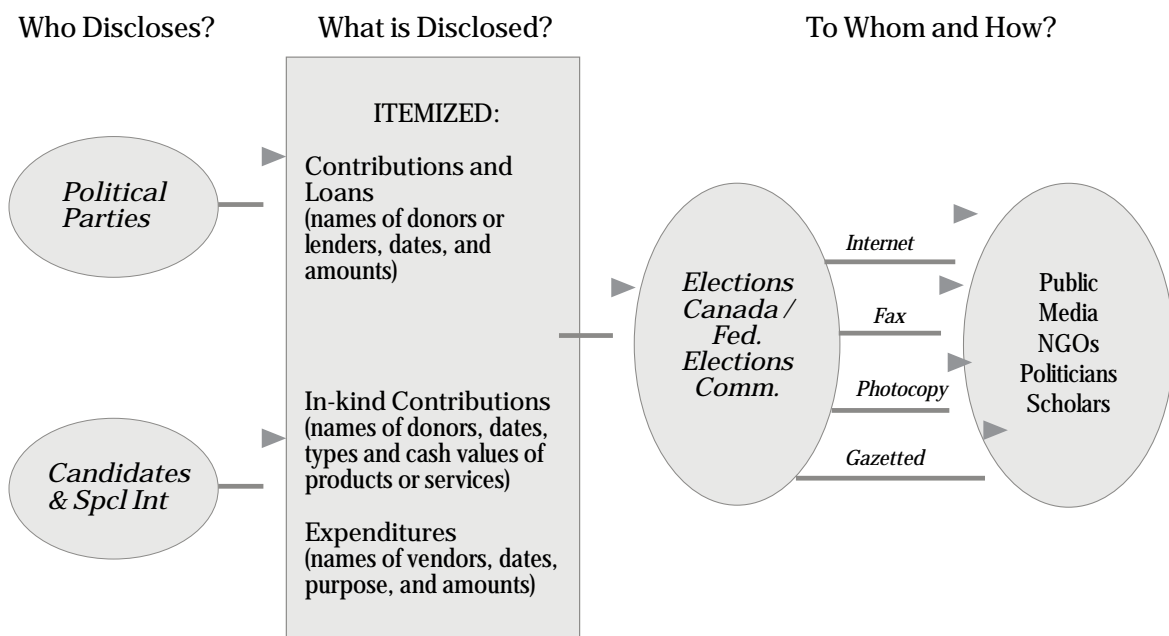 Who Discloses?
What is Disclosed?
To Whom and How?
Political
Parties
Candidates
& Spcl Int
ITEMIZED:
Contributions and
Loans
(names of donors or
lenders, dates, and
amounts)
In-kind Contributions
(names of donors, dates,
types and cash values of
products or services)
Expenditures
(names of vendors, dates,
purpose, and amounts)
Elections
Canada /
Fed.
Elections
Comm.
Internet
Fax
Photocopy
Gazetted
Public
Media
NGOs
Politicians
Scholars